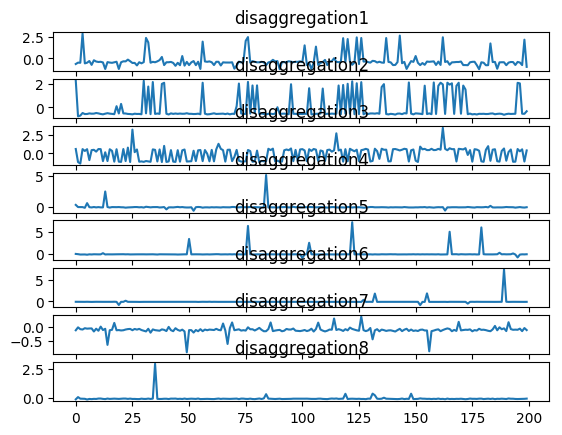 disaggregation1
2.5
0.0
disaggregation2
2
0
disaggregation3
2.5
0.0
disaggregation4
5
0
disaggregation5
5
0
disaggregation6
5
0
disaggregation7
0.0
−0.5
disaggregation8
2.5
0.0
0 25 50 75 100 125 150 175 200